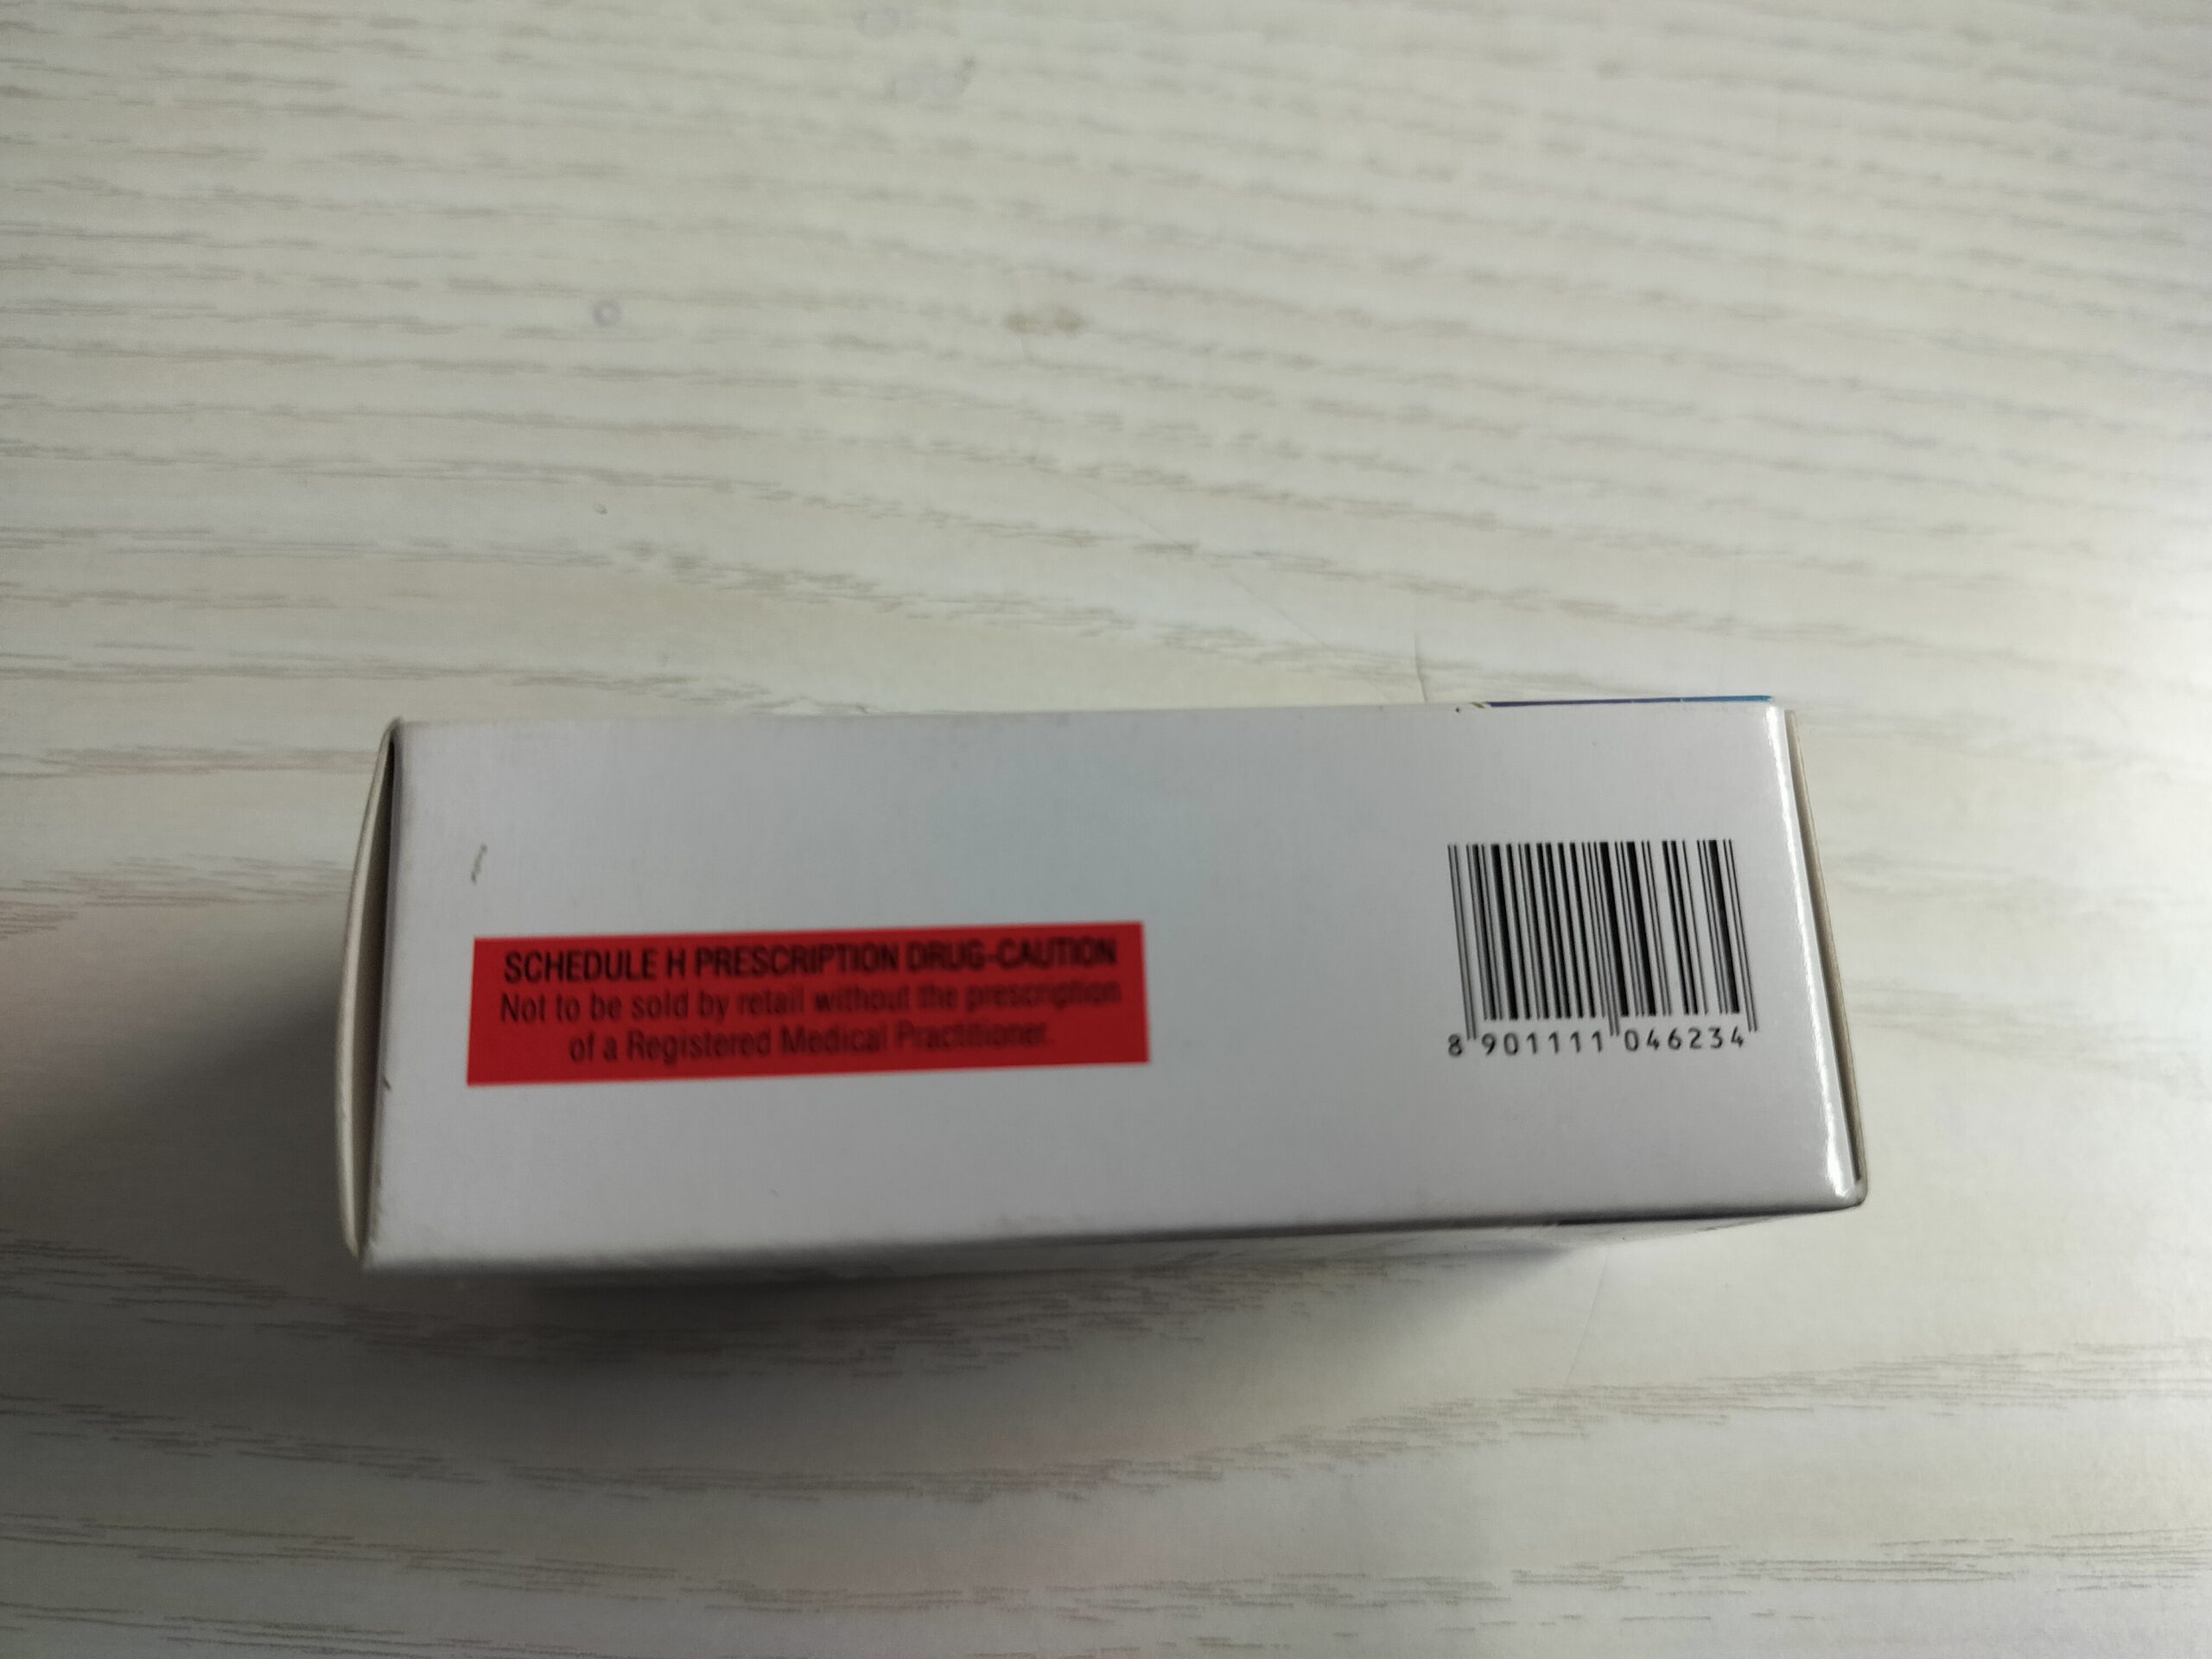 SCHEDULE H PRESCRIPTION DRUG-CAUTION
Not to be sold by retail without the prescription
of a Registered Medical Practitioner.
8 901111 046234